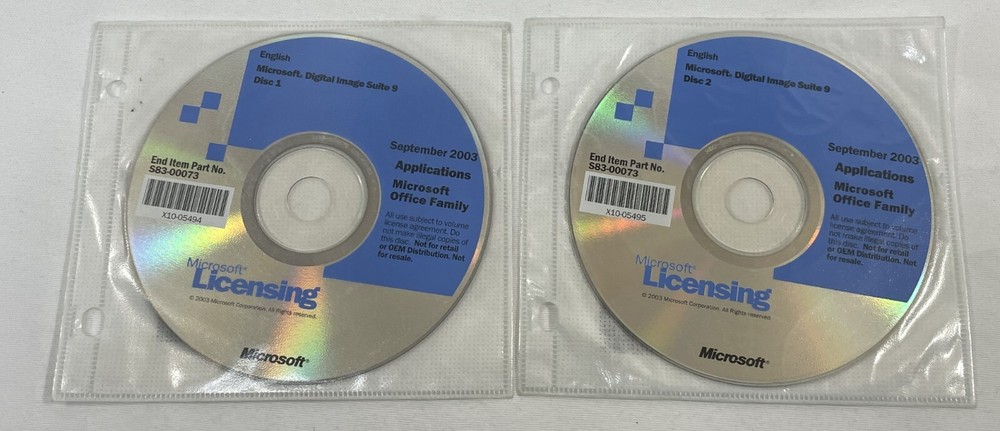 English
Microsoft® Digital Image Suite 9
Disc 1
September 2003
Applications
Microsoft
Office Family
End Item Part No.
S83-00073
X10-05494
All use subject to volume
license agreement. Do
not make illegal copies of
this disc. Not for retail
or OEM Distribution. Not
for resale.
Microsoft®
Licensing
© 2003 Microsoft Corporation. All Rights reserved.
Microsoft®
English
Microsoft® Digital Image Suite 9
Disc 2
September 2003
Applications
Microsoft
Office Family
End Item Part No.
S83-00073
X10-05495
All use subject to volume
license agreement. Do
not make illegal copies of
this disc. Not for retail
or OEM Distribution. Not
for resale.
Microsoft®
Licensing
© 2003 Microsoft Corporation. All Rights reserved.
Microsoft®